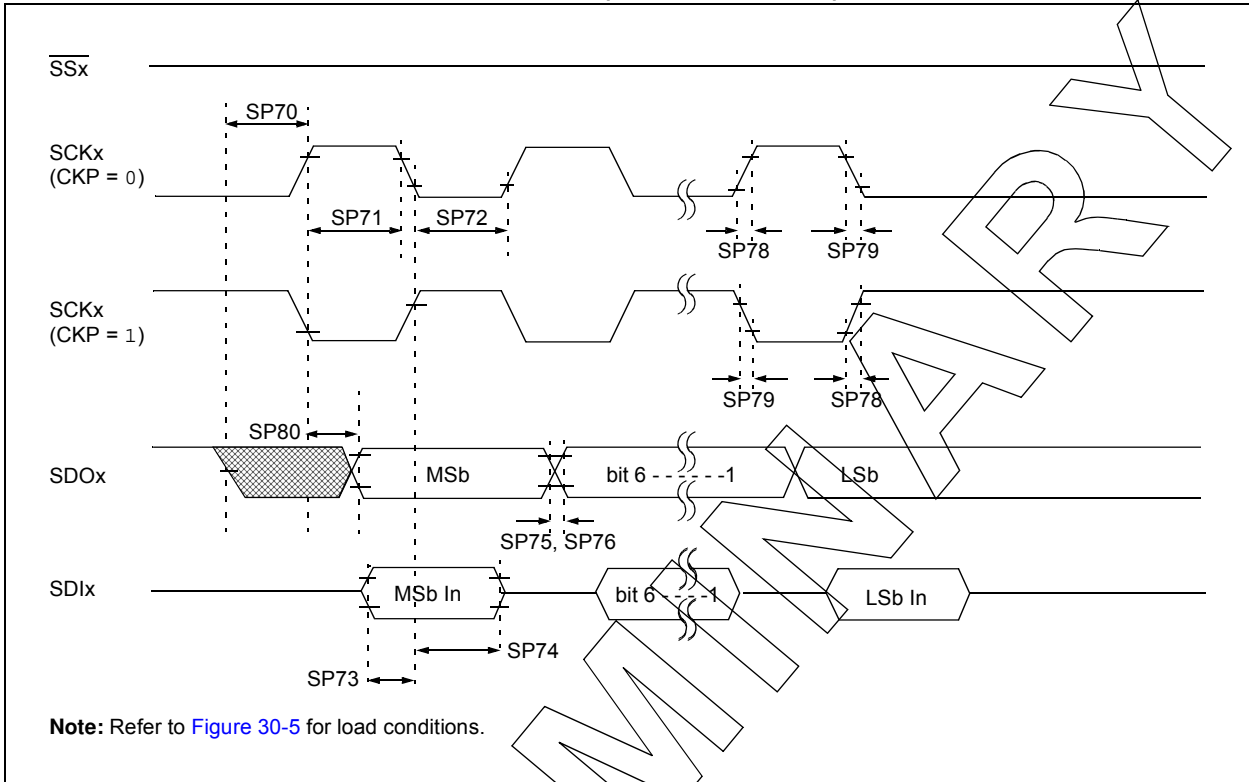 SSx
SP70
SCKx
(CKP = 0)
SP71
SP72
SP78
SP79
SCKx
(CKP = 1)
SP79
SP78
SP80
SDOx
MSb
bit 6 - - - - - -1
LSb
SP75, SP76
SDIx
MSb In
bit 6 - - - -1
LSb In
SP74
SP73
Note: Refer to Figure 30-5 for load conditions.
MINARY